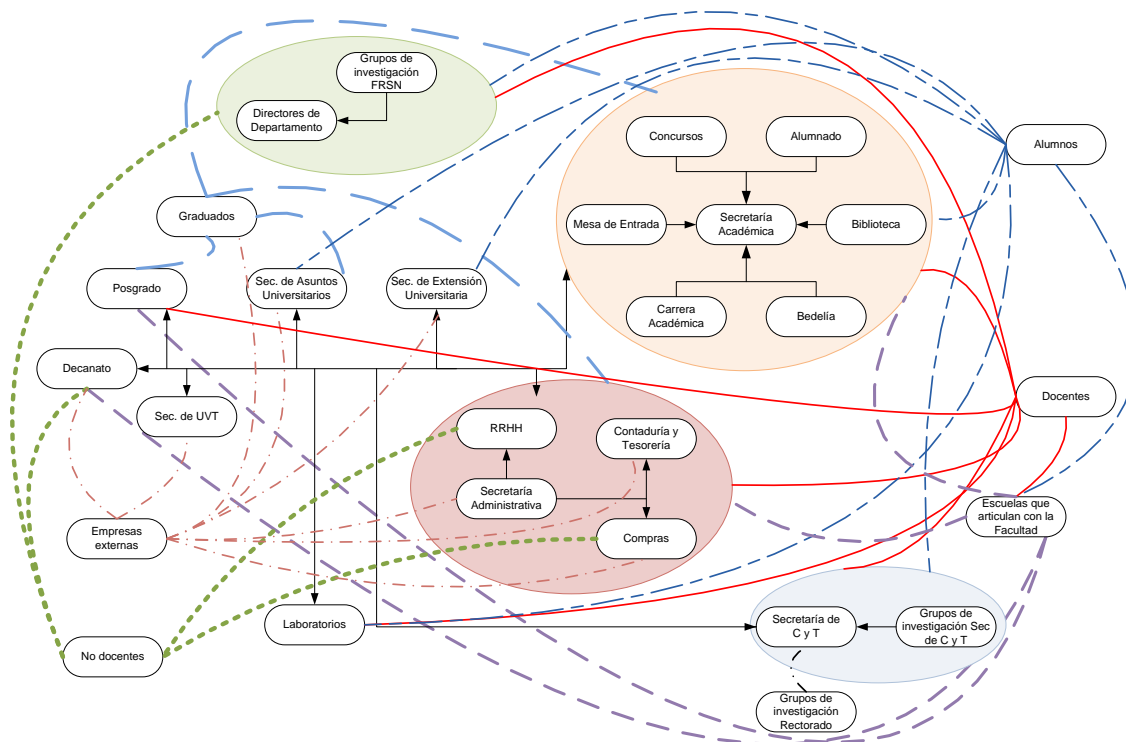 Grupos de
investigación
FRSN
Directores de
Departamento
Concursos
Alumnado
Alumnos
Graduados
Mesa de Entrada
Secretaría
Académica
Biblioteca
Posgrado
Sec. de Asuntos
Universitarios
Sec. de Extensión
Universitaria
Carrera
Académica
Bedelía
Decanato
Sec. de UVT
Docentes
RRHH
Contaduría y
Tesorería
Secretaría
Administrativa
Escuelas que
articulan con la
Facultad
Empresas
externas
Compras
Laboratorios
Secretaría de
C y T
Grupos de
investigación Sec
de C y T
No docentes
Grupos de
investigación
Rectorado